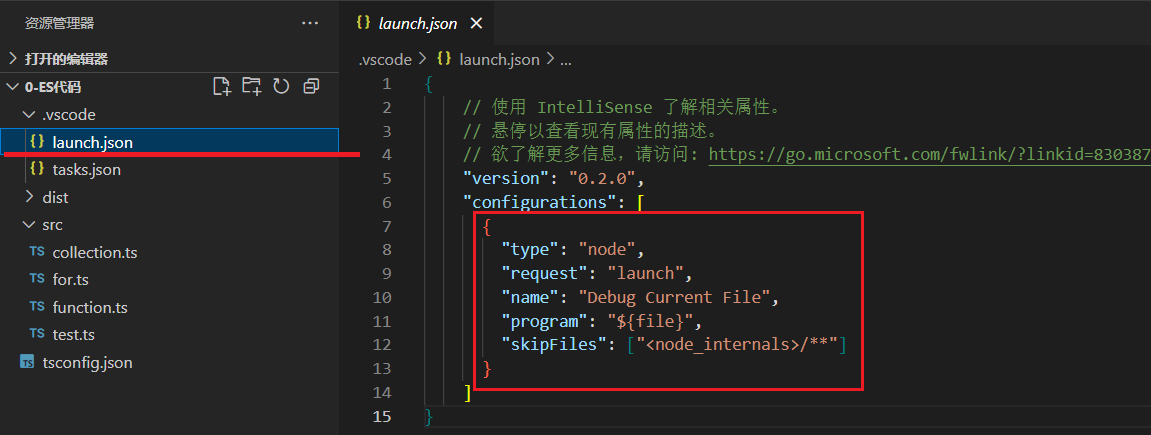 资源管理器
打开的编辑器
0-ES代码
.vscode
{} launch.json
{} tasks.json
dist
src
TS collection.ts
TS for.ts
TS function.ts
TS test.ts
TS tsconfig.json
{} launch.json
.vscode > {} launch.json > ...
1 {
2 // 使用 IntelliSense 了解相关属性。
3 // 悬停以查看现有属性的描述。
4 // 欲了解更多信息，请访问: https://go.microsoft.com/fwlink/?linkid=830387
5 "version": "0.2.0",
6 "configurations": [
7 {
8 "type": "node",
9 "request": "launch",
10 "name": "Debug Current File",
11 "program": "${file}",
12 "skipFiles": ["<node_internals>/**"]
13 }
14 ]
15 }